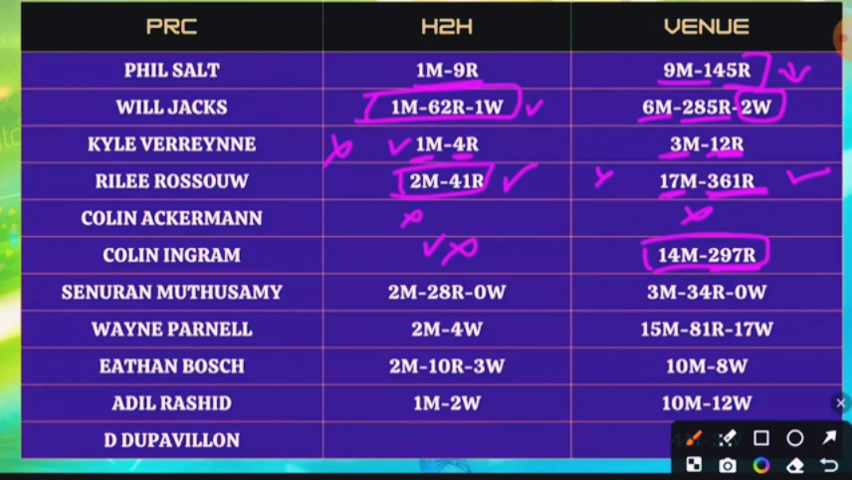 PRC H2H VENUE
PHIL SALT 1M-9R 9M-145R
WILL JACKS 1M-62R-1W 6M-285R-2W
KYLE VERREYNNE 1M-4R 3M-12R
RILEE ROSSOUW 2M-41R 17M-361R
COLIN ACKERMANN
COLIN INGRAM 14M-297R
SENURAN MUTHUSAMY 2M-28R-0W 3M-34R-0W
WAYNE PARNELL 2M-4W 15M-81R-17W
EATHAN BOSCH 2M-10R-3W 10M-8W
ADIL RASHID 1M-2W 10M-12W
D DUPAVILLON